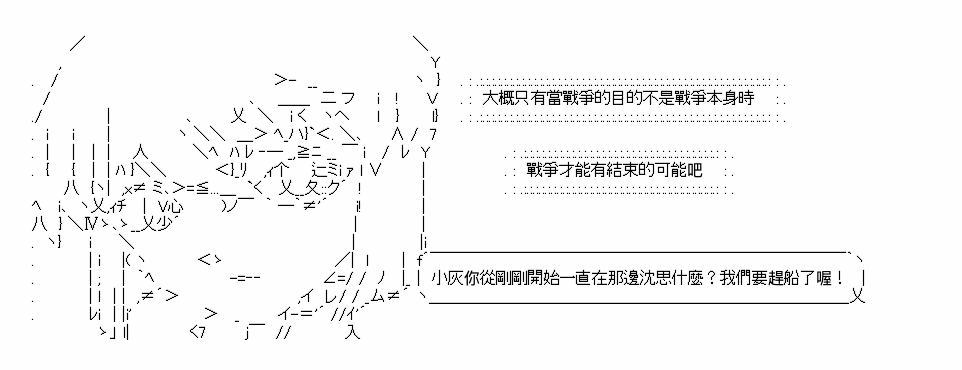 大概只有當戰爭的目的不是戰爭本身時
戰爭才能有結束的可能吧
小灰你從剛剛開始一直在那邊沈思什麼？我們要趕船了喔！